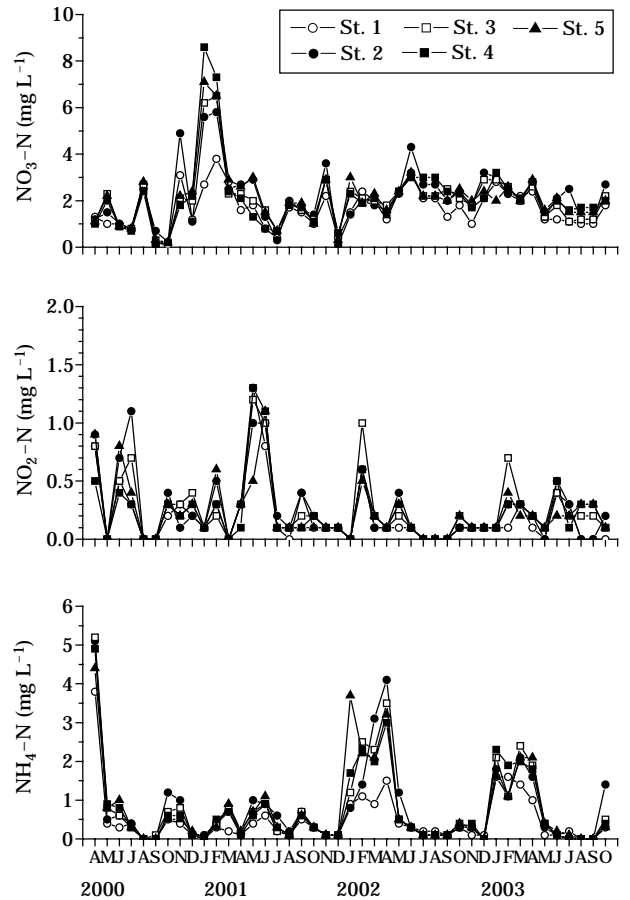 St. 1 St. 3 St. 5
St. 2 St. 4
10
8
6
4
2
0
NO₃–N (mg L⁻¹)
2.0
1.5
1.0
0.5
0.0
NO₂–N (mg L⁻¹)
6
5
4
3
2
1
0
NH₄–N (mg L⁻¹)
A M J J A S O N D J F M A M J J A S O N D J F M A M J J A S O N D J F M A M J J A S O
2000 2001 2002 2003